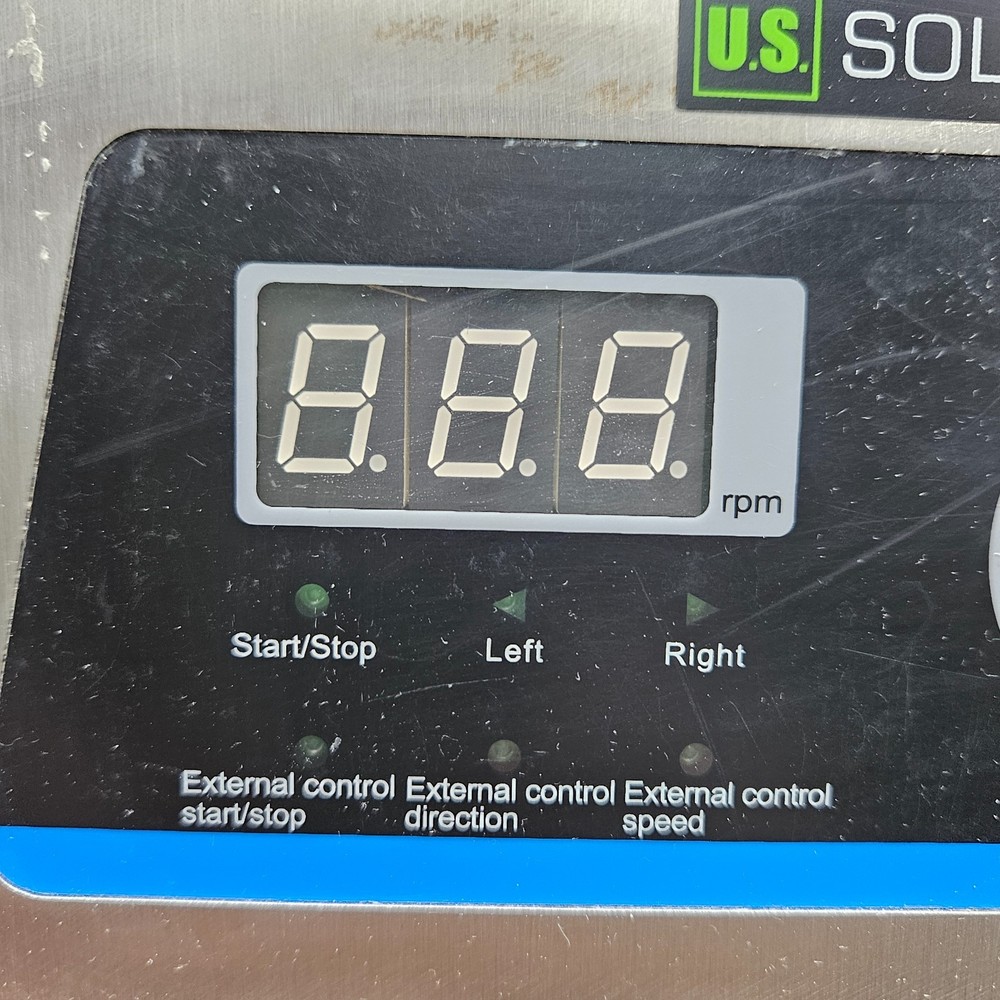 U.S. SOL
rpm
Start/Stop Left Right
External control External control External control
start/stop direction speed